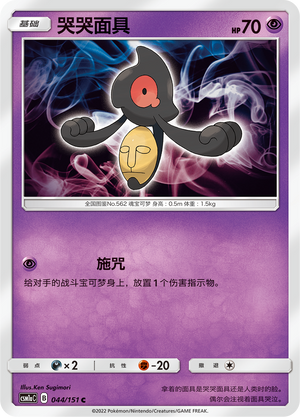 基础 哭哭面具 HP70
全国图鉴No.562 魂宝可梦 身高：0.5m 体重：1.5kg
施咒
给对手的战斗宝可梦身上，放置1个伤害指示物。
弱点 ×2 抗性 -20 撤退
Illus.Ken Sugimori
CSM1aC B 044/151 C
拿着的面具是哭哭面具还是人类时的脸。
偶尔会注视着面具哭泣。
©2022 Pokémon/Nintendo/Creatures/GAME FREAK.